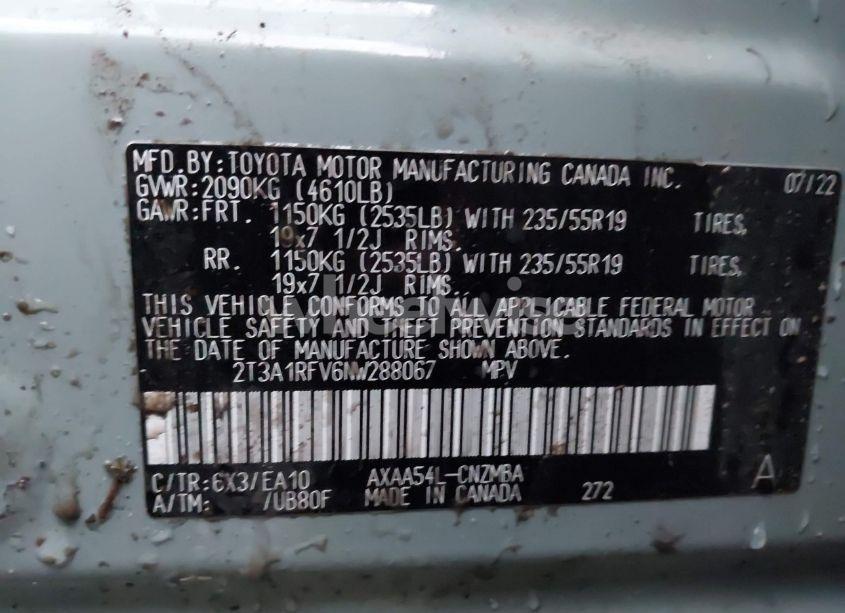 MFD.BY:TOYOTA MOTOR MANUFACTURING CANADA INC. 07/22
GVWR:2090KG (4610LB)
GAWR:FRT. 1150KG (2535LB) WITH 235/55R19 TIRES,
19x7 1/2J RIMS.
RR. 1150KG (2535LB) WITH 235/55R19 TIRES,
19x7 1/2J RIMS.
THIS VEHICLE CONFORMS TO ALL APPLICABLE FEDERAL MOTOR
VEHICLE SAFETY AND THEFT PREVENTION STANDARDS IN EFFECT ON
THE DATE OF MANUFACTURE SHOWN ABOVE.
2T3A1RFV6NW288067 MPV
C/TR:6X3/EA10 AXAA54L-CNZMBA A
A/TM: /UB80F MADE IN CANADA 272